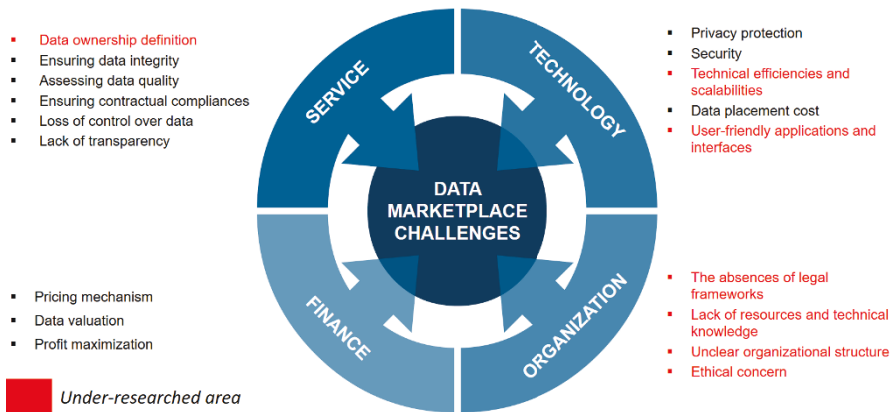 ▪ Data ownership definition
▪ Ensuring data integrity
▪ Assessing data quality
▪ Ensuring contractual compliances
▪ Loss of control over data
▪ Lack of transparency
SERVICE
TECHNOLOGY
▪ Privacy protection
▪ Security
▪ Technical efficiencies and
scalabilities
▪ Data placement cost
▪ User-friendly applications and
interfaces
DATA
MARKETPLACE
CHALLENGES
▪ Pricing mechanism
▪ Data valuation
▪ Profit maximization
FINANCE
ORGANIZATION
▪ The absences of legal
frameworks
▪ Lack of resources and technical
knowledge
▪ Unclear organizational structure
▪ Ethical concern
Under-researched area